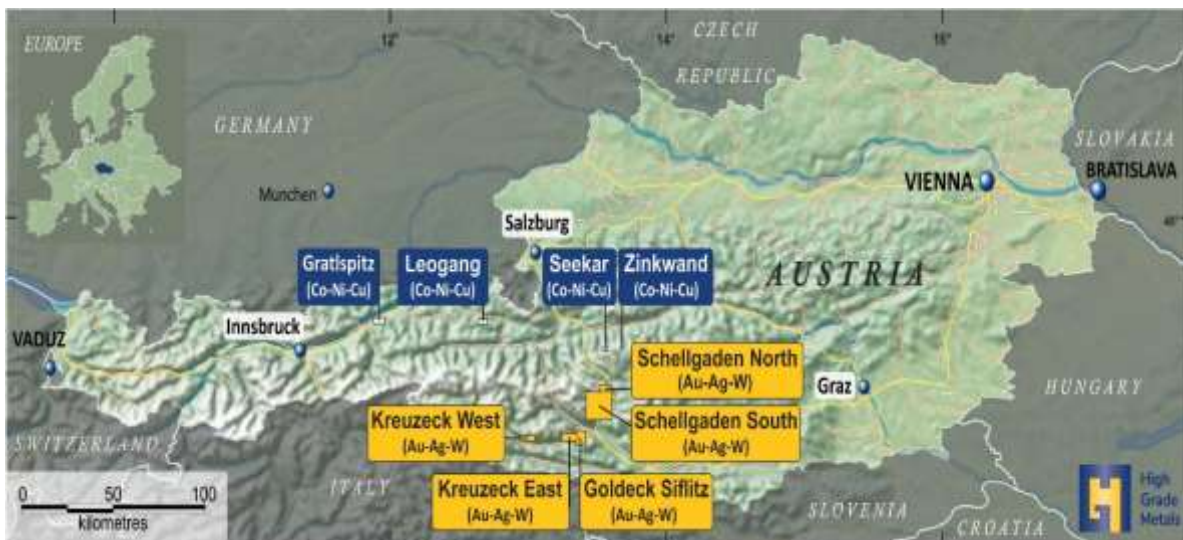 EUROPE
12°
14°
16°
CZECH
REPUBLIC
GERMANY
SLOVAKIA
Munchen
VIENNA
BRATISLAVA
Salzburg
Gratlspitz
(Co-Ni-Cu)
Leogang
(Co-Ni-Cu)
Seekar
(Co-Ni-Cu)
Zinkwand
(Co-Ni-Cu)
AUSTRIA
VADUZ
Innsbruck
Schellgaden North
(Au-Ag-W)
Graz
HUNGARY
Kreuzeck West
(Au-Ag-W)
Schellgaden South
(Au-Ag-W)
SWITZERLAND
ITALY
Kreuzeck East
(Au-Ag-W)
Goldeck Siflitz
(Au-Ag-W)
SLOVENIA
CROATIA
0 50 100
kilometres
High
Grade
Metals